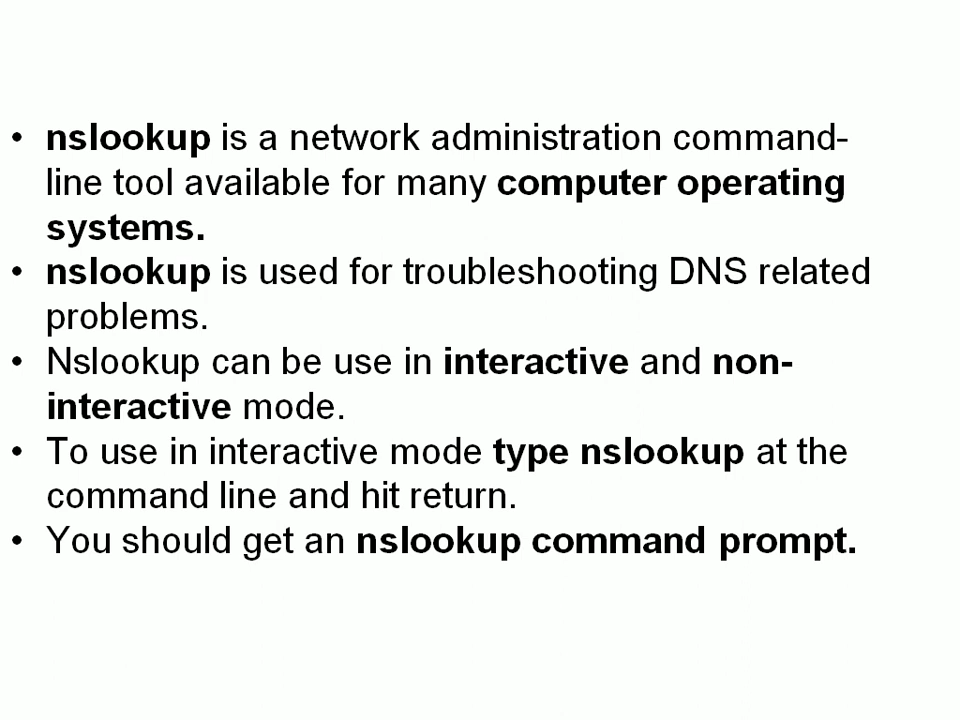 • nslookup is a network administration command-
line tool available for many computer operating
systems.
• nslookup is used for troubleshooting DNS related
problems.
• Nslookup can be use in interactive and non-
interactive mode.
• To use in interactive mode type nslookup at the
command line and hit return.
• You should get an nslookup command prompt.